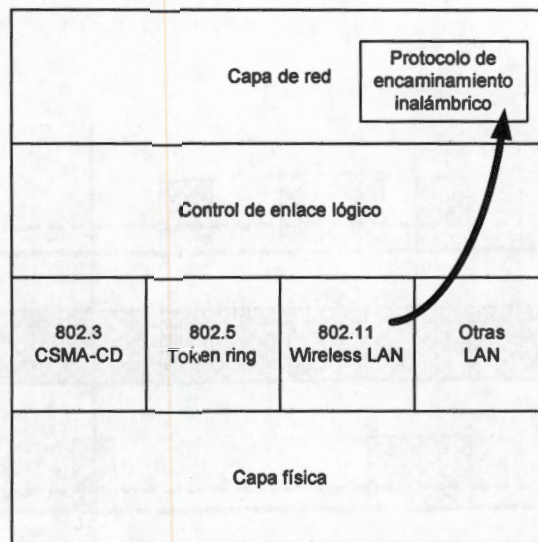 Capa de red
Protocolo de
encaminamiento
inalámbrico
Control de enlace lógico
802.3
CSMA-CD
802.5
Token ring
802.11
Wireless LAN
Otras
LAN
Capa física